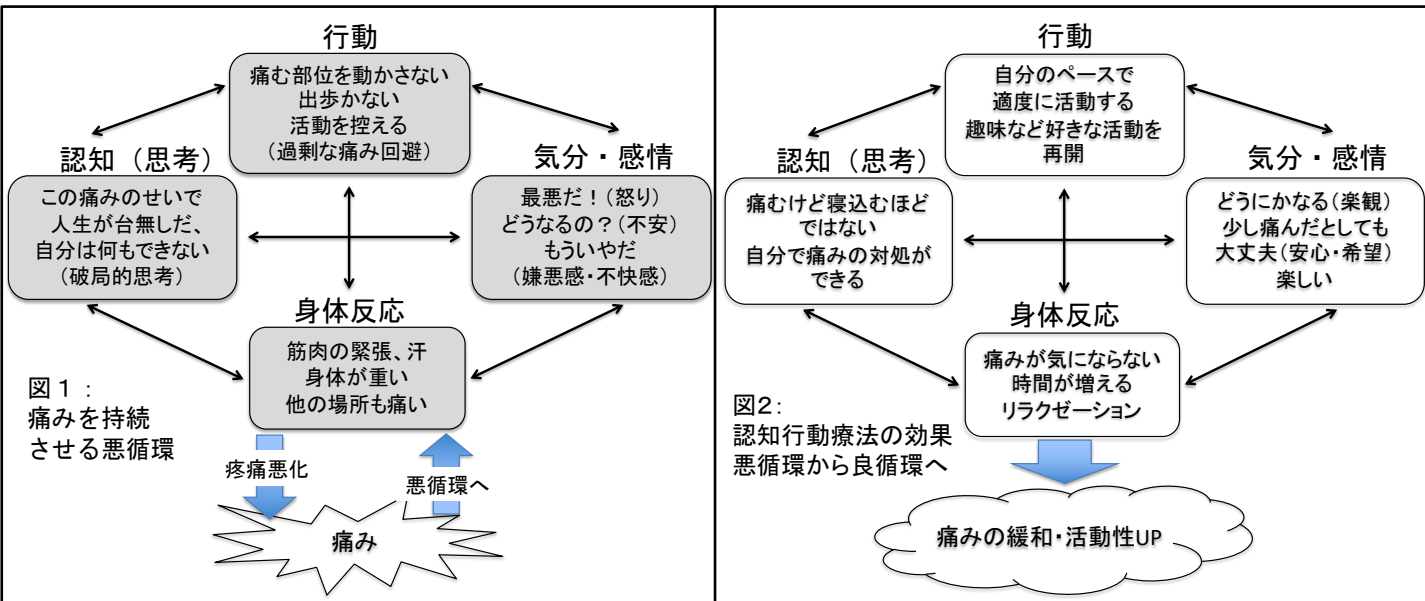 行動
痛む部位を動かさない
出歩かない
活動を控える
（過剰な痛み回避）
認知（思考）
この痛みのせいで
人生が台無しだ、
自分は何もできない
（破局的思考）
気分・感情
最悪だ！（怒り）
どうなるの？（不安）
もういやだ
（嫌悪感・不快感）
身体反応
筋肉の緊張、汗
身体が重い
他の場所も痛い
図１：
痛みを持続
させる悪循環
疼痛悪化
悪循環へ
痛み
行動
自分のペースで
適度に活動する
趣味など好きな活動を
再開
認知（思考）
痛むけど寝込むほど
ではない
自分で痛みの対処が
できる
気分・感情
どうにかなる（楽観）
少し痛んだとしても
大丈夫（安心・希望）
楽しい
身体反応
痛みが気にならない
時間が増える
リラクゼーション
図2：
認知行動療法の効果
悪循環から良循環へ
痛みの緩和・活動性UP